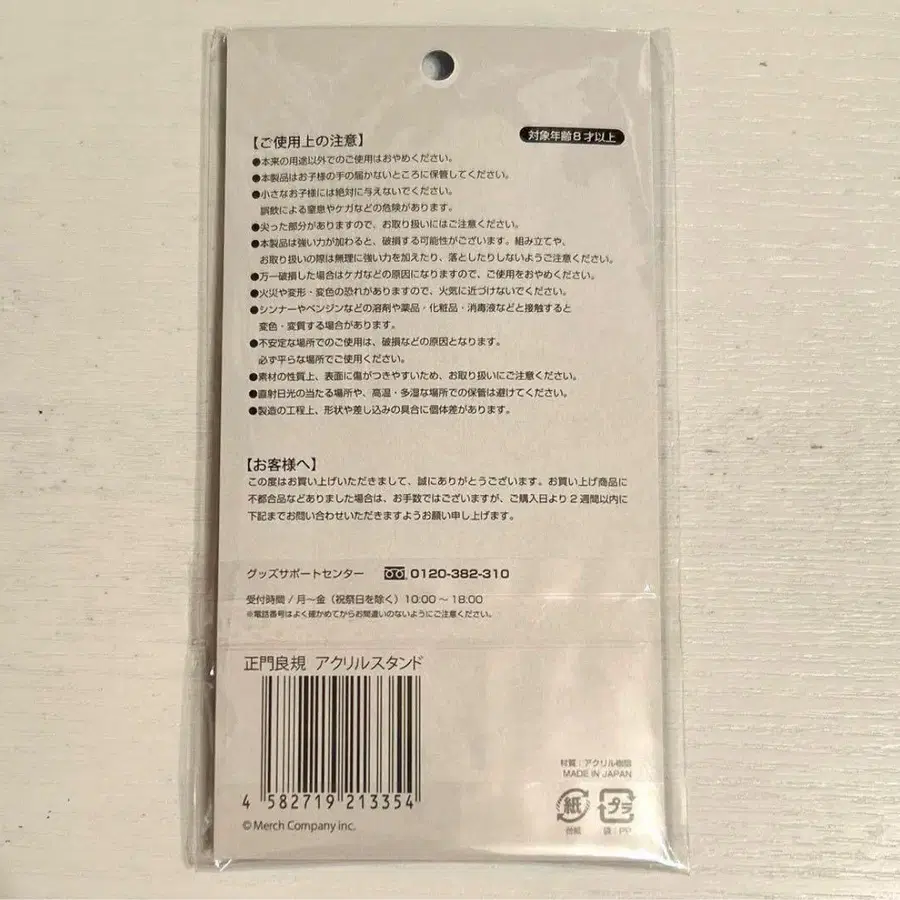 対象年齢8才以上
【ご使用上の注意】
●本来の用途以外でのご使用はおやめください。
●本製品はお子様の手の届かないところに保管してください。
●小さなお子様には絶対に与えないでください。
誤飲による窒息やケガなどの危険があります。
●尖った部分がありますので、お取り扱いにはご注意ください。
●本製品は強い力が加わると、破損する可能性がございます。組み立てや、
お取り扱いの際は無理に強い力を加えたり、落としたりしないようご注意ください。
●万一破損した場合はケガなどの原因になりますので、ご使用をおやめください。
●火災や変形・変色の恐れがありますので、火気に近づけないでください。
●シンナーやベンジンなどの溶剤や薬品・化粧品・消毒液などと接触すると
変色・変質する場合があります。
●不安定な場所でのご使用は、破損などの原因となります。
必ず平らな場所でご使用ください。
●素材の性質上、表面に傷がつきやすいため、お取り扱いにご注意ください。
●直射日光の当たる場所や、高温・多湿な場所での保管は避けてください。
●製造の工程上、形状や差し込みの具合に個体差があります。
【お客様へ】
この度はお買い上げいただきまして、誠にありがとうございます。お買い上げ商品に
不都合品などありました場合は、お手数ではございますが、ご購入日より2週間以内に
下記までお問い合わせいただきますようお願い申し上げます。
グッズサポートセンター 0120-382-310
受付時間 / 月～金（祝祭日を除く）10:00～18:00
※電話番号はよく確かめてからお間違いのないようにご注意ください。
正門良規 アクリルスタンド
4 582719 213354
© Merch Company inc.
材質：アクリル樹脂
MADE IN JAPAN
紙 プラ
台紙 袋：PP